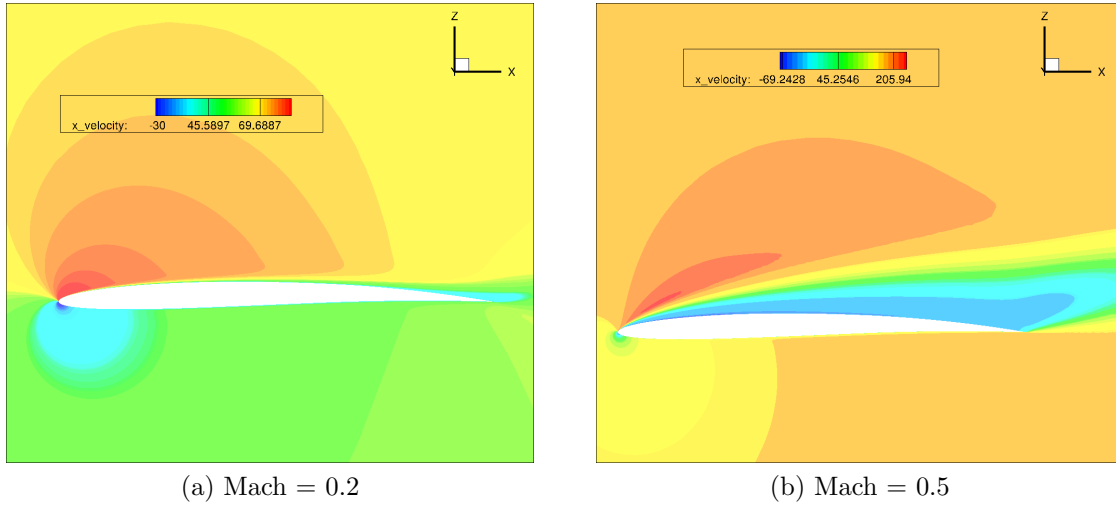 Z
X
x_velocity: -30 45.5897 69.6887
(a) Mach = 0.2
Z
X
x_velocity: -69.2428 45.2546 205.94
(b) Mach = 0.5